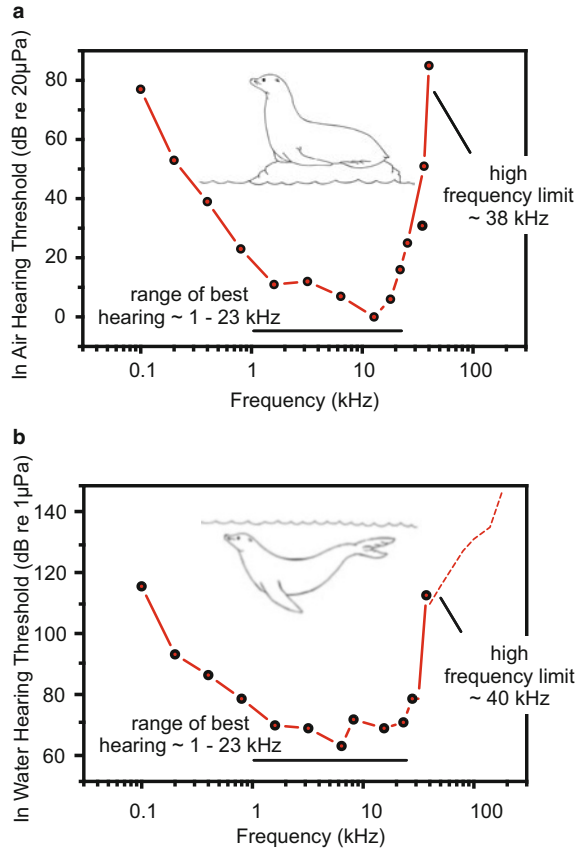 a
In Air Hearing Threshold (dB re 20µPa)
80
60
40
20
0
high
frequency limit
~ 38 kHz
range of best
hearing ~ 1 - 23 kHz
0.1 1 10 100
Frequency (kHz)
b
In Water Hearing Threshold (dB re 1µPa)
140
120
100
80
60
high
frequency limit
~ 40 kHz
range of best
hearing ~ 1 - 23 kHz
0.1 1 10 100
Frequency (kHz)